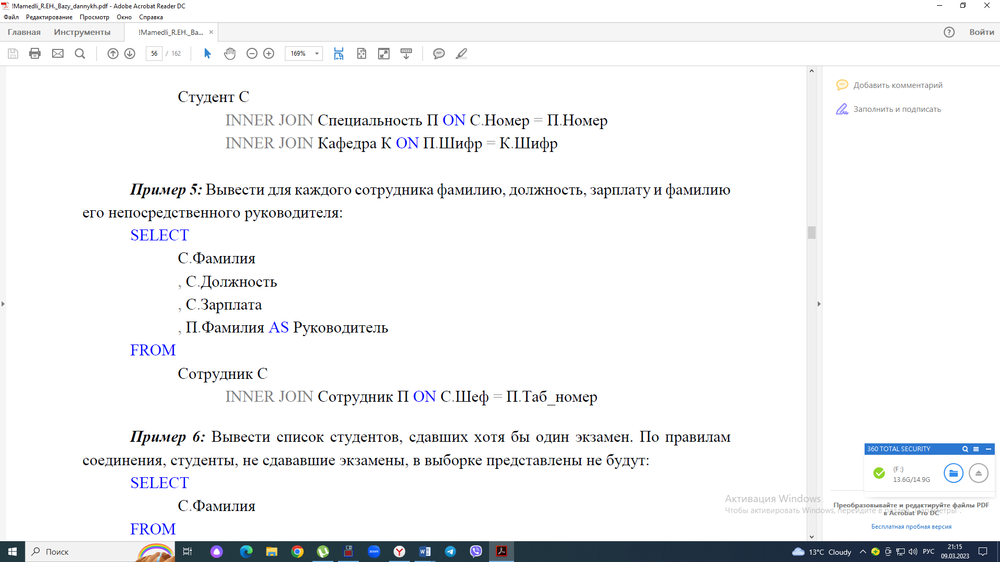 !Mamedli_R.EH._Bazy_dannykh.pdf - Adobe Acrobat Reader DC
Файл Редактирование Просмотр Окно Справка
Главная Инструменты !Mamedli_R.EH._Ba... Войти
56 / 162 169%
Студент С
INNER JOIN Специальность П ON С.Номер = П.Номер
INNER JOIN Кафедра К ON П.Шифр = К.Шифр
Пример 5: Вывести для каждого сотрудника фамилию, должность, зарплату и фамилию
его непосредственного руководителя:
SELECT
С.Фамилия
, С.Должность
, С.Зарплата
, П.Фамилия AS Руководитель
FROM
Сотрудник С
INNER JOIN Сотрудник П ON С.Шеф = П.Таб_номер
Пример 6: Вывести список студентов, сдавших хотя бы один экзамен. По правилам
соединения, студенты, не сдававшие экзамены, в выборке представлены не будут:
SELECT
С.Фамилия
FROM
Добавить комментарий
Заполнить и подписать
360 TOTAL SECURITY
(F :)
13.6G/14.9G
Активация Windows
Чтобы активировать Windows, перейдите в раздел "Параметры".
Преобразовывайте и редактируйте файлы PDF
в Acrobat Pro DC
Бесплатная пробная версия
Поиск
zoom
13°C Cloudy
РУС
21:15
09.03.2023